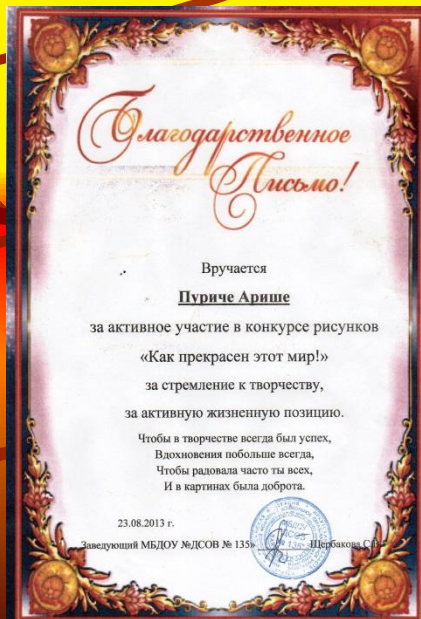 Благодарственное
Письмо!
Вручается
Пуриче Арише
за активное участие в конкурсе рисунков
«Как прекрасен этот мир!»
за стремление к творчеству,
за активную жизненную позицию.
Чтобы в творчестве всегда был успех,
Вдохновения побольше всегда,
Чтобы радовала часто ты всех,
И в картинах была доброта.
23.08.2013 г.
Заведующий МБДОУ №ДСОВ № 135» Щербакова